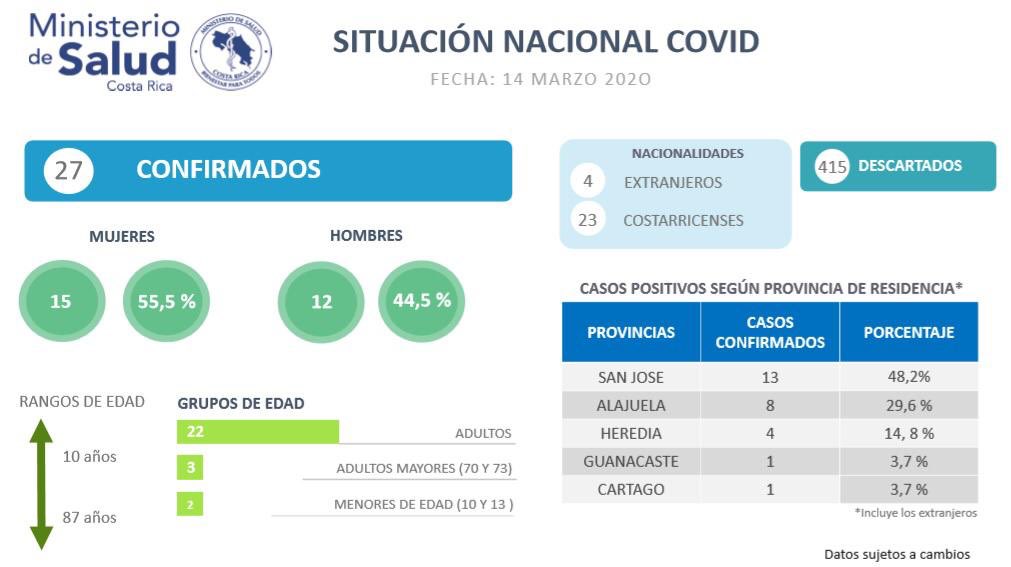 Ministerio
de Salud
Costa Rica
MINISTERIO DE SALUD
COSTA RICA
BIENESTAR PARA TODOS
SITUACIÓN NACIONAL COVID
FECHA: 14 MARZO 2020
27 CONFIRMADOS
MUJERES
15 55,5 %
HOMBRES
12 44,5 %
RANGOS DE EDAD
10 años
87 años
GRUPOS DE EDAD
22 ADULTOS
3 ADULTOS MAYORES (70 Y 73)
2 MENORES DE EDAD (10 Y 13 )
NACIONALIDADES
4 EXTRANJEROS
23 COSTARRICENSES
415 DESCARTADOS
CASOS POSITIVOS SEGÚN PROVINCIA DE RESIDENCIA*
PROVINCIAS CASOS CONFIRMADOS PORCENTAJE
SAN JOSE 13 48,2%
ALAJUELA 8 29,6 %
HEREDIA 4 14, 8 %
GUANACASTE 1 3,7 %
CARTAGO 1 3,7 %
*Incluye los extranjeros
Datos sujetos a cambios